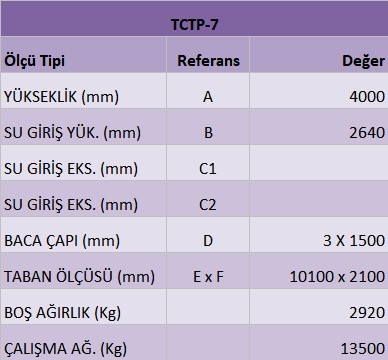 TCTP-7
Ölçü Tipi Referans Değer
YÜKSEKLİK (mm) A 4000
SU GİRİŞ YÜK. (mm) B 2640
SU GİRİŞ EKS. (mm) C1
SU GİRİŞ EKS. (mm) C2
BACA ÇAPI (mm) D 3 X 1500
TABAN ÖLÇÜSÜ (mm) E x F 10100 x 2100
BOŞ AĞIRLIK (Kg) 2920
ÇALIŞMA AĞ. (Kg) 13500